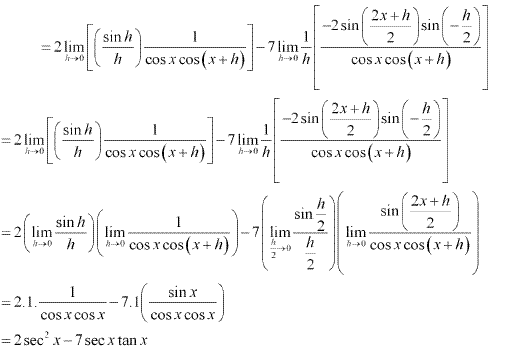 = 2 lim_{h→0} [ ( sin h / h ) 1 / ( cos x cos (x + h) ) ] − 7 lim_{h→0} 1/h [ −2 sin ( (2x + h) / 2 ) sin ( − h/2 ) / ( cos x cos (x + h) ) ]
= 2 lim_{h→0} [ ( sin h / h ) 1 / ( cos x cos (x + h) ) ] − 7 lim_{h→0} 1/h [ −2 sin ( (2x + h) / 2 ) sin ( − h/2 ) / ( cos x cos (x + h) ) ]
= 2 ( lim_{h→0} sin h / h ) ( lim_{h→0} 1 / ( cos x cos (x + h) ) ) − 7 ( lim_{h/2→0} sin h/2 / h/2 ) ( lim_{h→0} sin ( (2x + h) / 2 ) / ( cos x cos (x + h) ) )
= 2.1. 1 / ( cos x cos x ) − 7.1 ( sin x / ( cos x cos x ) )
= 2 sec² x − 7 sec x tan x